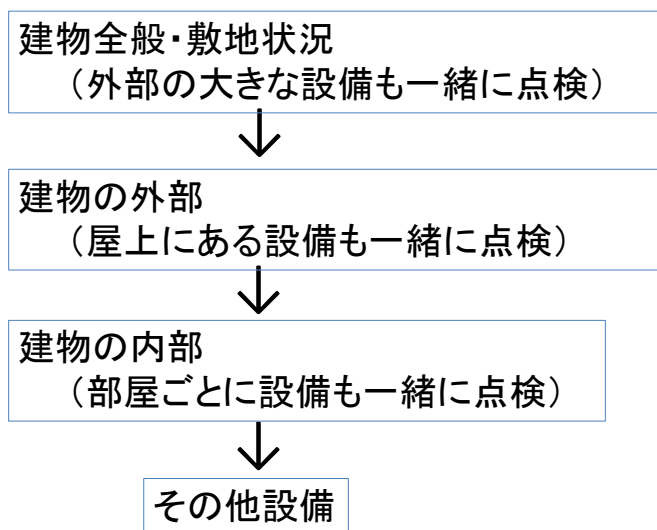 建物全般・敷地状況
（外部の大きな設備も一緒に点検）
建物の外部
（屋上にある設備も一緒に点検）
建物の内部
（部屋ごとに設備も一緒に点検）
その他設備